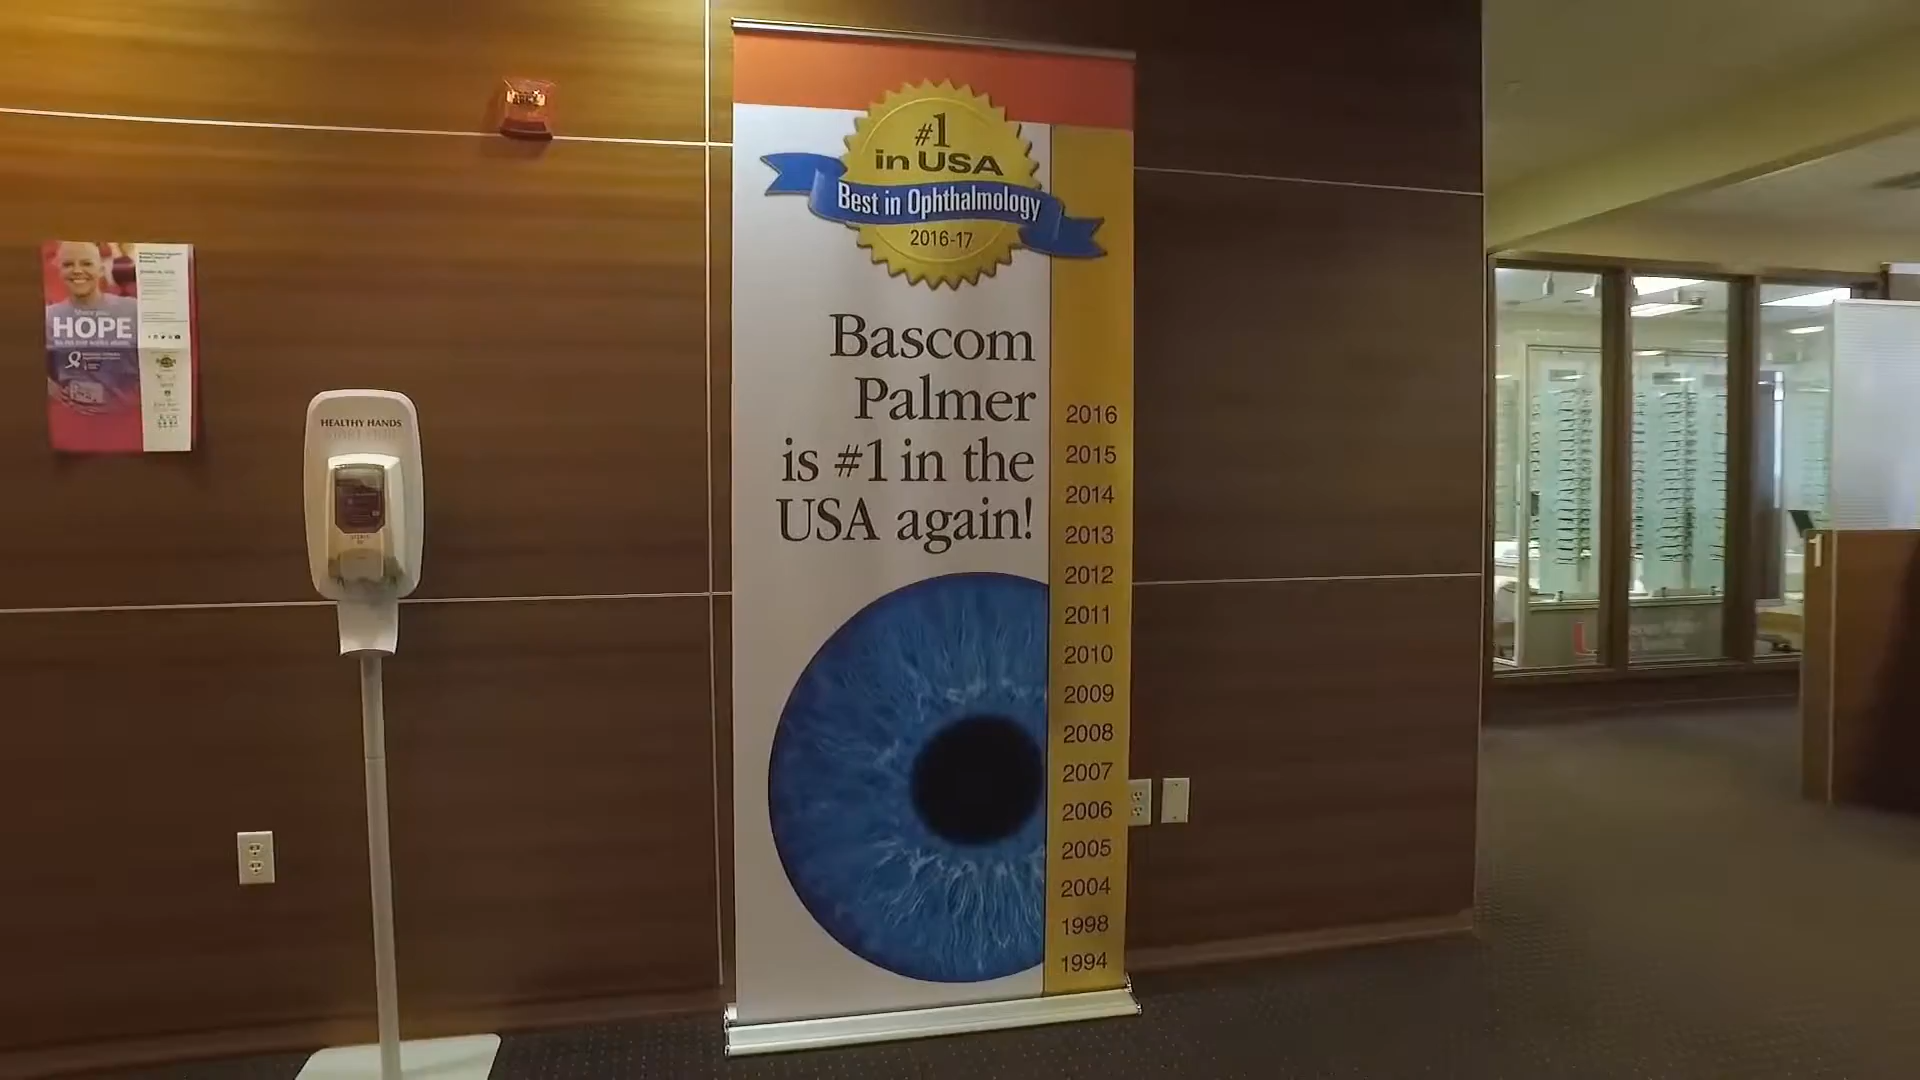 #1
in USA
Best in Ophthalmology
2016-17
Bascom
Palmer
is #1 in the
USA again!
2016
2015
2014
2013
2012
2011
2010
2009
2008
2007
2006
2005
2004
1998
1994
HOPE
HEALTHY HANDS